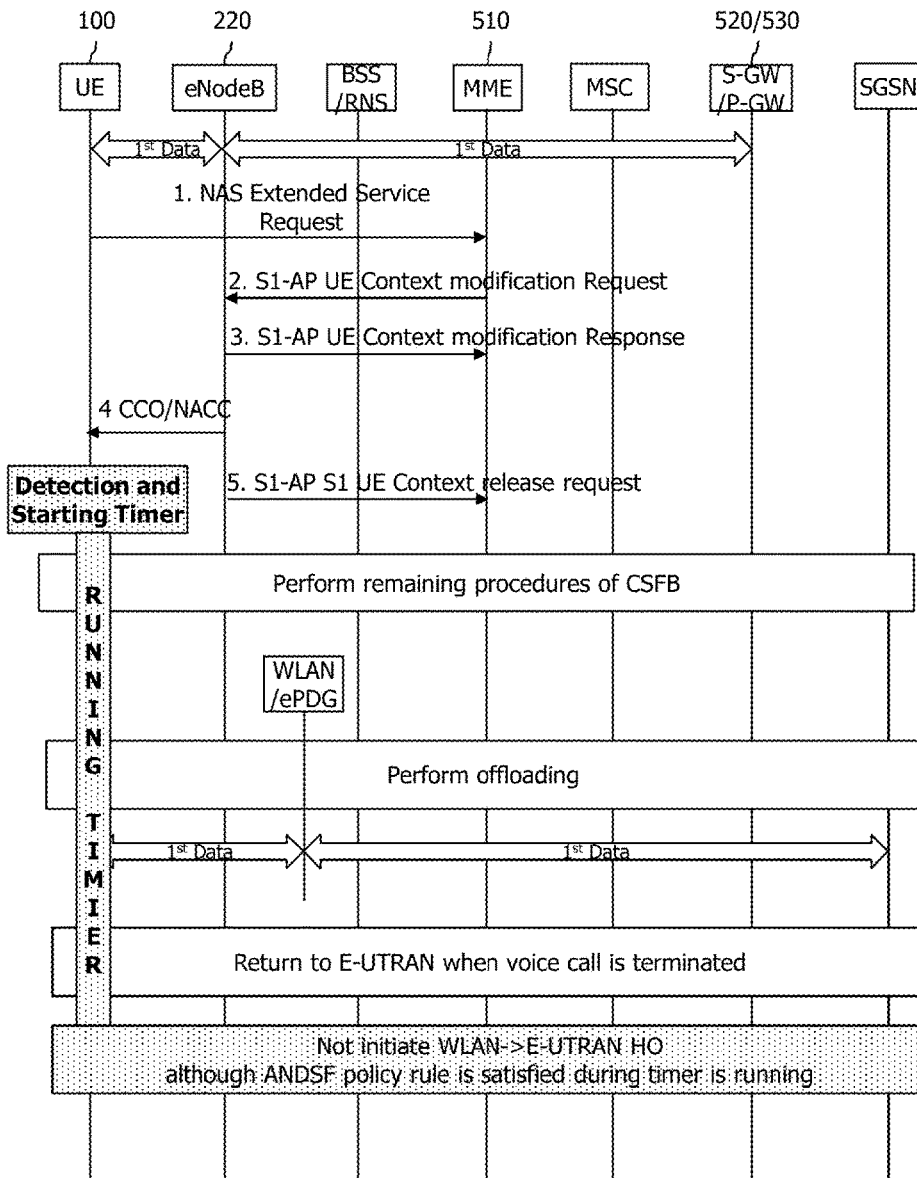 100
220
510
520/530
UE
eNodeB
BSS
/RNS
MME
MSC
S-GW
/P-GW
SGSN
1st Data
1st Data
1. NAS Extended Service
Request
2. S1-AP UE Context modification Request
3. S1-AP UE Context modification Response
4 CCO/NACC
Detection and
Starting Timer
5. S1-AP S1 UE Context release request
Perform remaining procedures of CSFB
RUNNING TIMIER
WLAN
/ePDG
Perform offloading
1st Data
1st Data
Return to E-UTRAN when voice call is terminated
Not initiate WLAN->E-UTRAN HO
although ANDSF policy rule is satisfied during timer is running